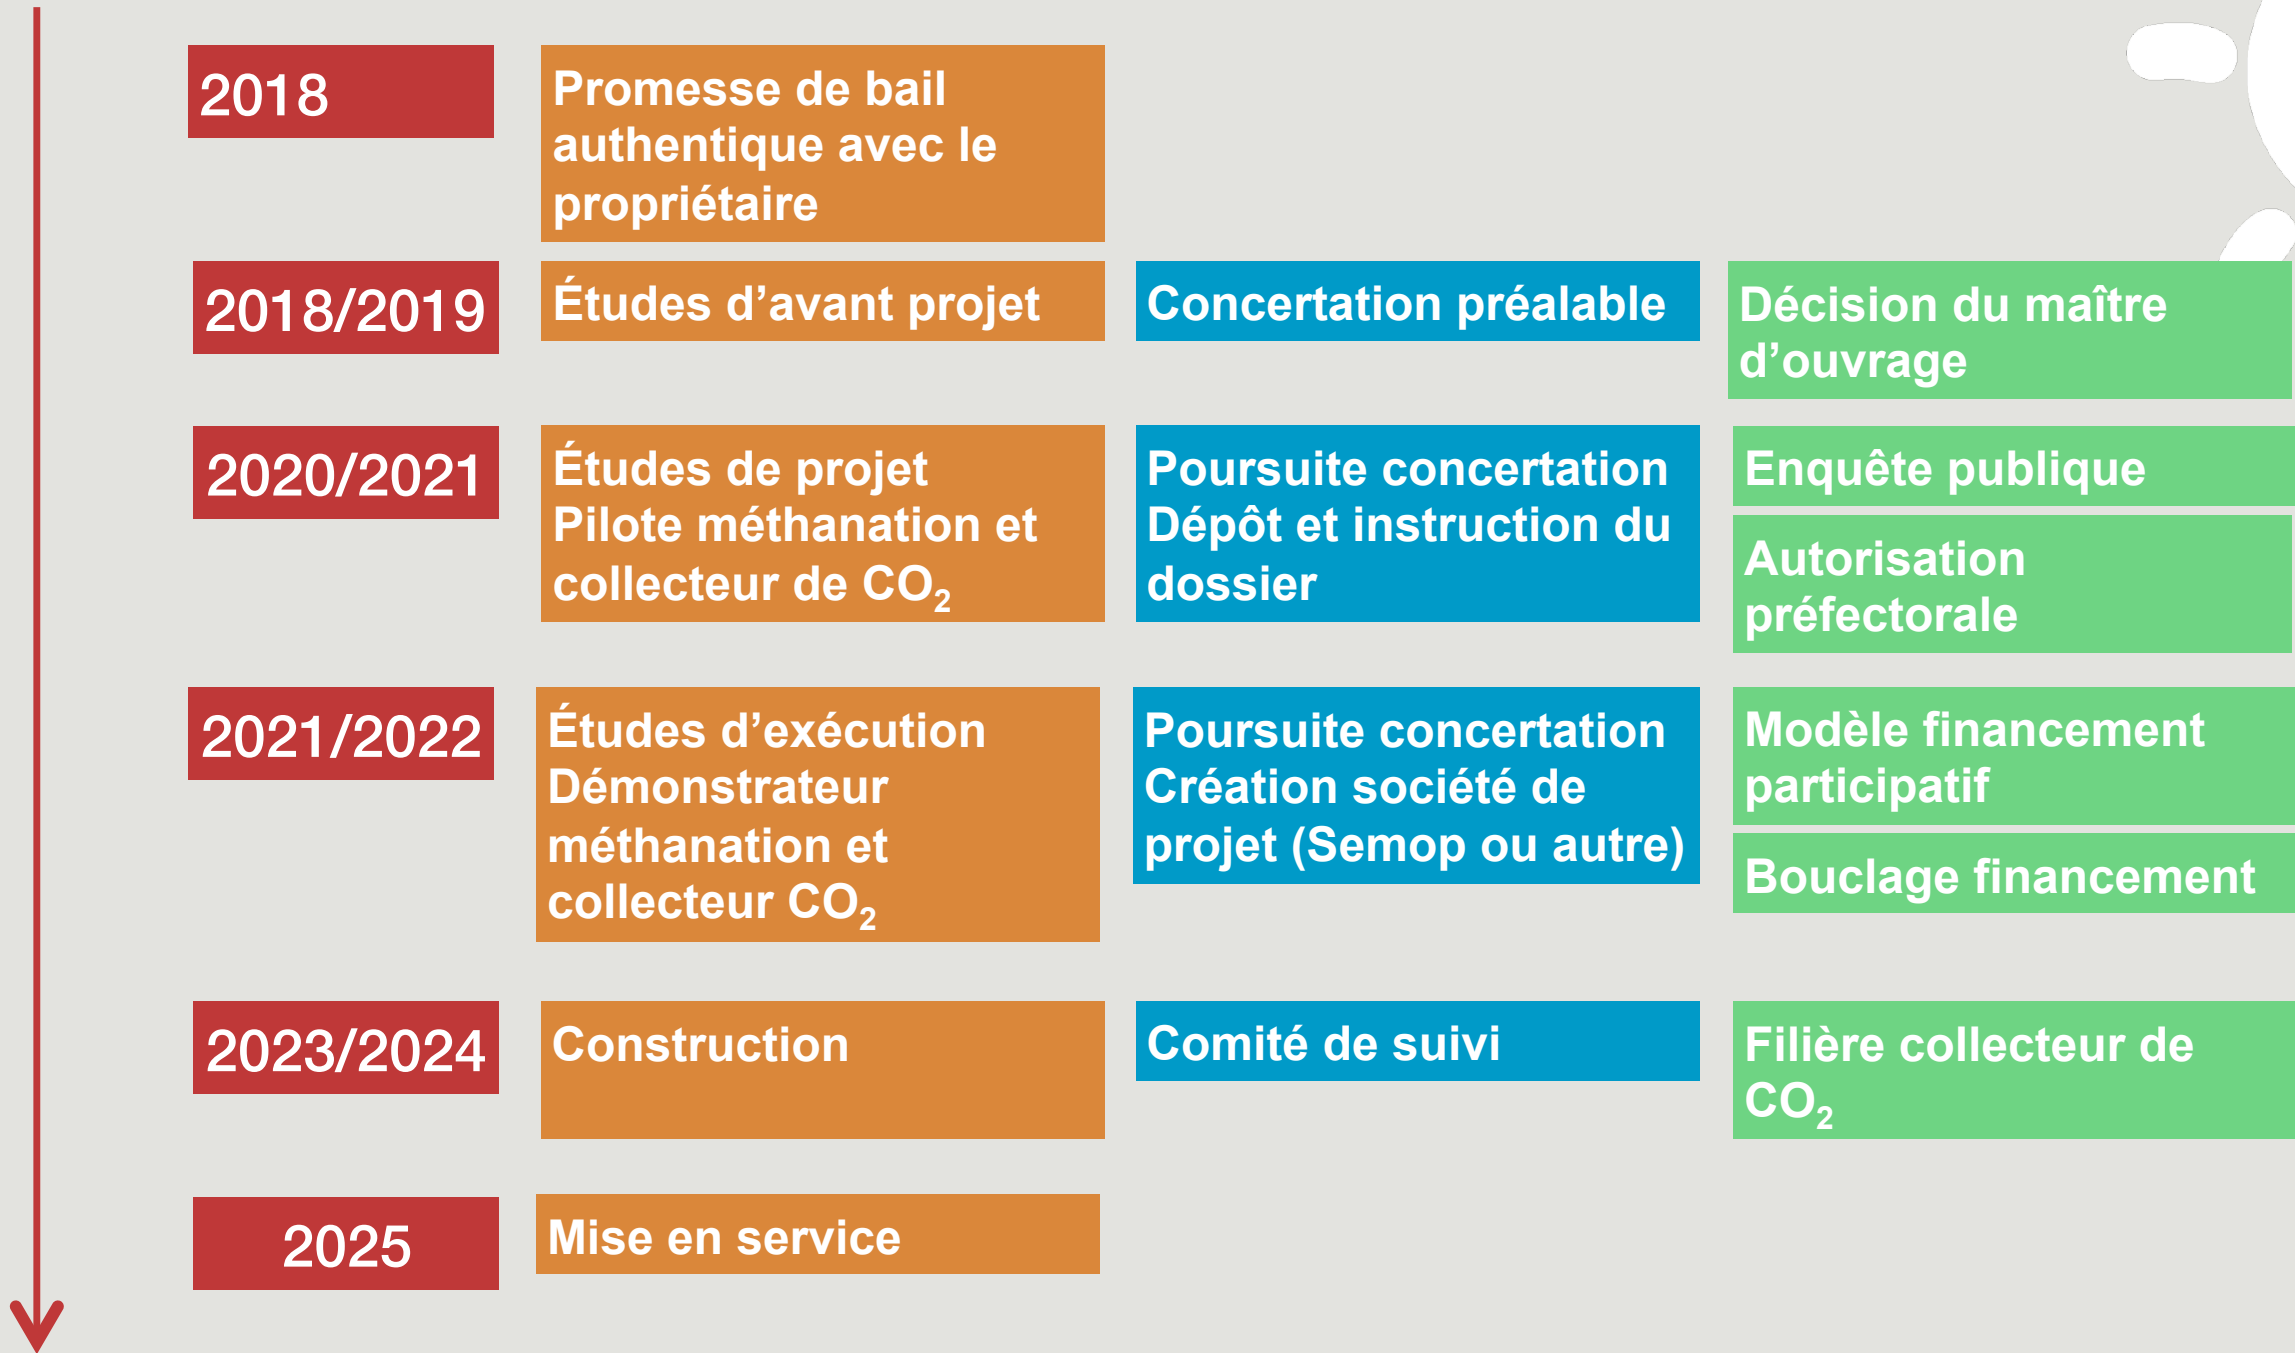 2018
Promesse de bail
authentique avec le
propriétaire
2018/2019
Études d’avant projet
Concertation préalable
Décision du maître
d’ouvrage
2020/2021
Études de projet
Pilote méthanation et
collecteur de CO₂
Poursuite concertation
Dépôt et instruction du
dossier
Enquête publique
Autorisation
préfectorale
2021/2022
Études d’exécution
Démonstrateur
méthanation et
collecteur CO₂
Poursuite concertation
Création société de
projet (Semop ou autre)
Modèle financement
participatif
Bouclage financement
2023/2024
Construction
Comité de suivi
Filière collecteur de
CO₂
2025
Mise en service